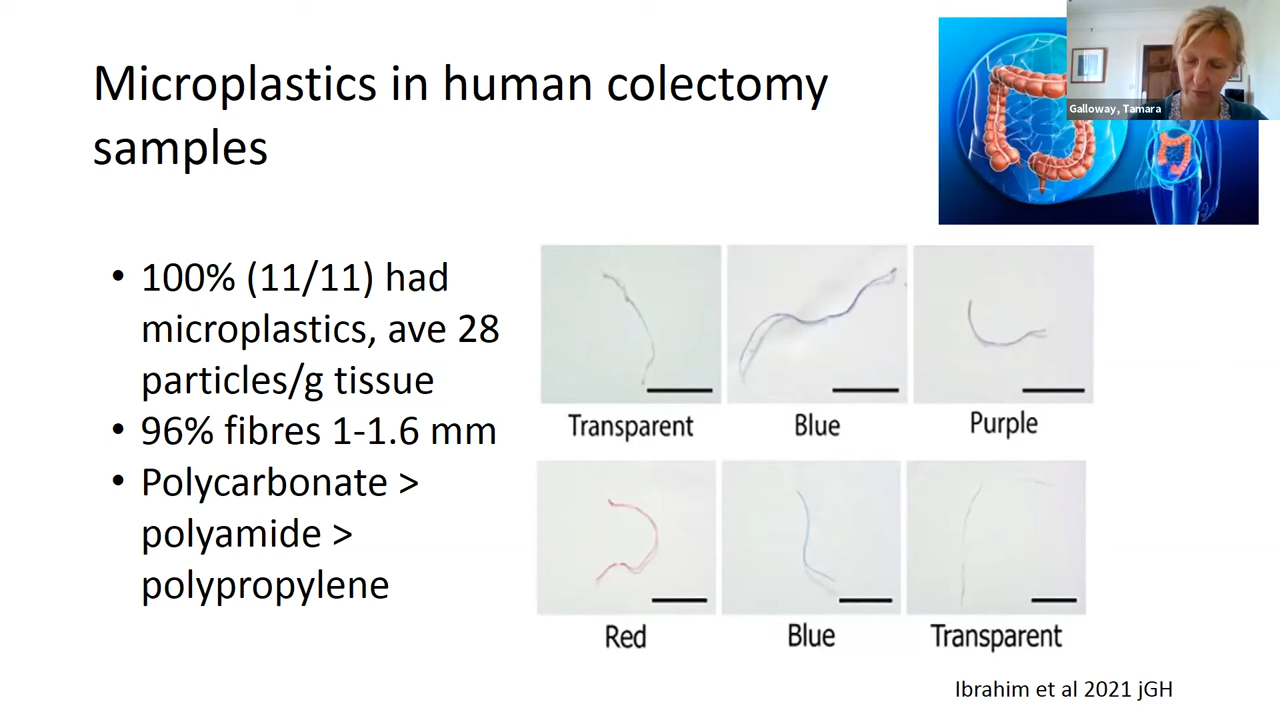 Microplastics in human colectomy
samples
Galloway, Tamara
• 100% (11/11) had
microplastics, ave 28
particles/g tissue
• 96% fibres 1-1.6 mm
• Polycarbonate >
polyamide >
polypropylene
Transparent
Blue
Purple
Red
Blue
Transparent
Ibrahim et al 2021 jGH